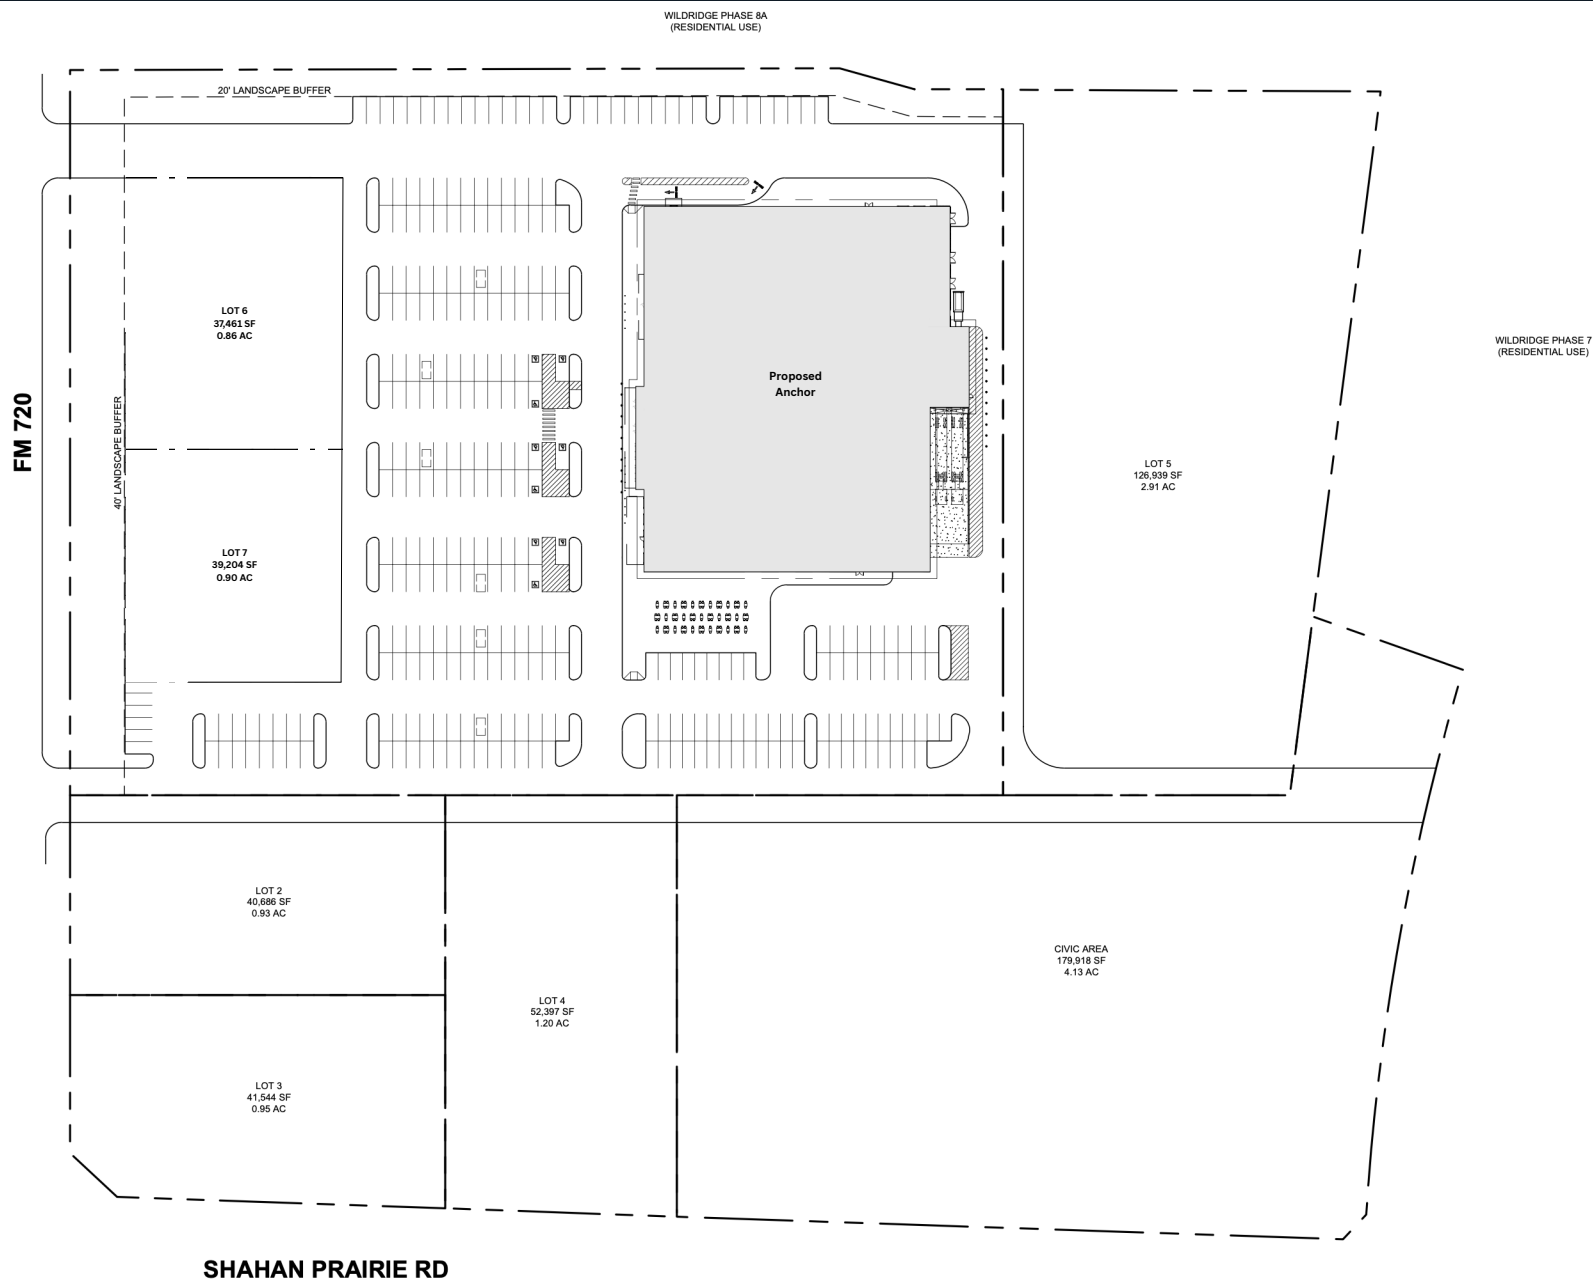 WILDRIDGE PHASE 8A
(RESIDENTIAL USE)
20' LANDSCAPE BUFFER
LOT 6
37,461 SF
0.86 AC
WILDRIDGE PHASE 7
(RESIDENTIAL USE)
Proposed
Anchor
FM 720
40' LANDSCAPE BUFFER
LOT 5
126,939 SF
2.91 AC
LOT 7
39,204 SF
0.90 AC
LOT 2
40,686 SF
0.93 AC
CIVIC AREA
179,918 SF
4.13 AC
LOT 4
52,397 SF
1.20 AC
LOT 3
41,544 SF
0.95 AC
SHAHAN PRAIRIE RD